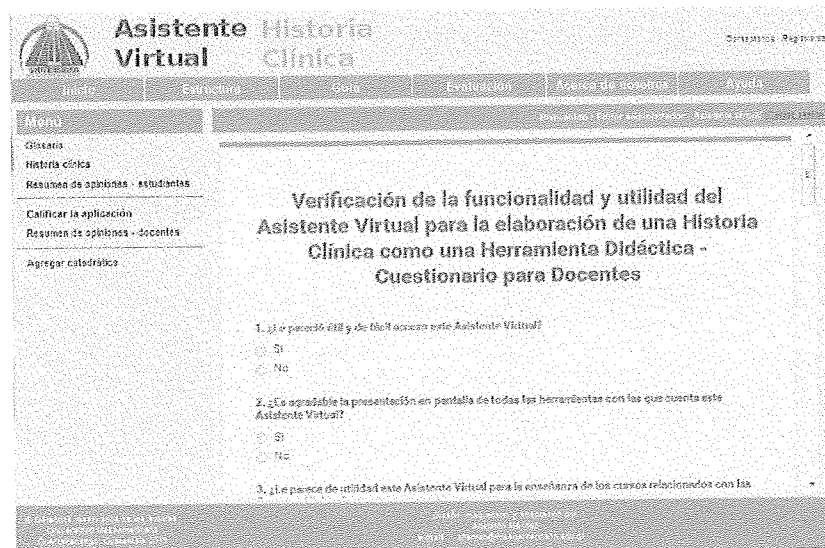 Asistente Historia
Virtual Clínica
Inicio Estructura Guía Evaluación Acerca de nosotros Ayuda
Menú
Glosario
Historia clínica
Resumen de opiniones - estudiantes
Calificar la aplicación
Resumen de opiniones - docentes
Agregar catedrático
Verificación de la funcionalidad y utilidad del
Asistente Virtual para la elaboración de una Historia
Clínica como una Herramienta Didáctica -
Cuestionario para Docentes
1. ¿Le pareció útil y de fácil acceso este Asistente Virtual?
Si
No
2. ¿Es agradable la presentación en pantalla de todas las herramientas con las que cuenta este
Asistente Virtual?
Si
No
3. ¿Le parece de utilidad este Asistente Virtual para la enseñanza de los cursos relacionados con las